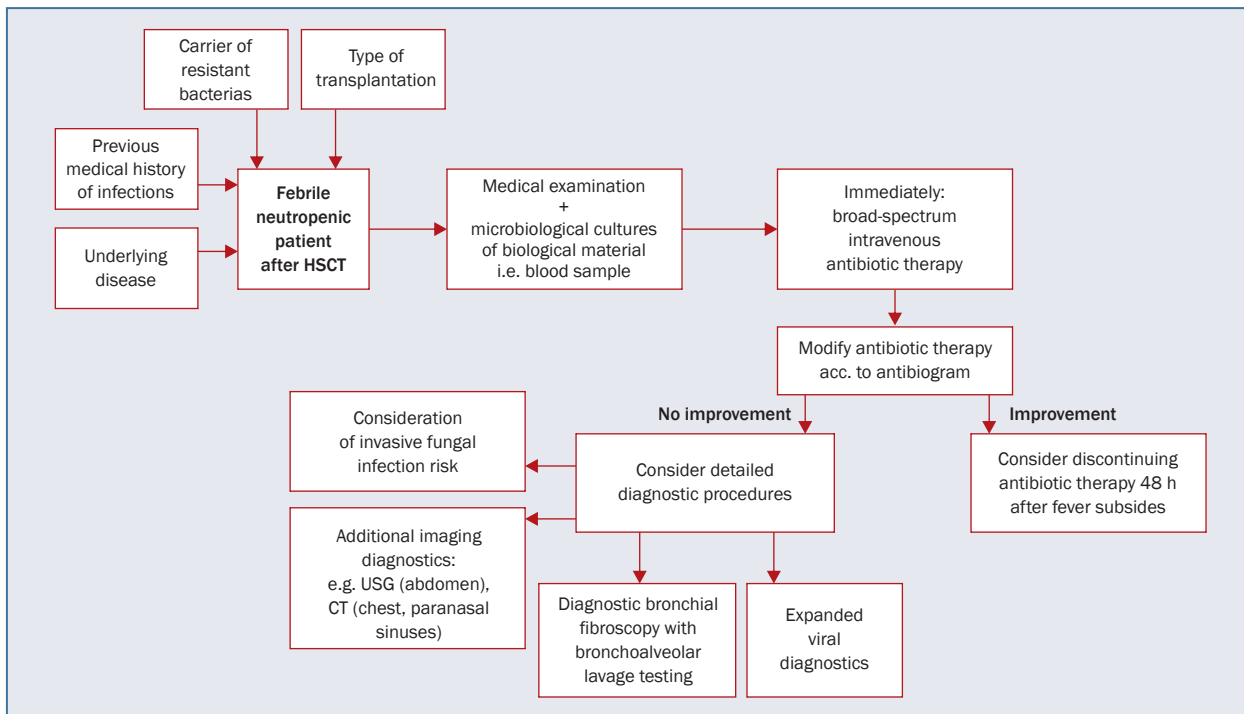 Carrier of
resistant
bacterias
Type of
transplantation
Previous
medical history
of infections
Underlying
disease
Febrile
neutropenic
patient
after HSCT
Medical examination
+
microbiological cultures
of biological material
i.e. blood sample
Immediately:
broad-spectrum
intravenous
antibiotic therapy
Modify antibiotic therapy
acc. to antibiogram
No improvement
Improvement
Consideration
of invasive fungal
infection risk
Consider detailed
diagnostic procedures
Consider discontinuing
antibiotic therapy 48 h
after fever subsides
Additional imaging
diagnostics:
e.g. USG (abdomen),
CT (chest, paranasal
sinuses)
Diagnostic bronchial
fibroscopy with
bronchoalveolar
lavage testing
Expanded
viral
diagnostics